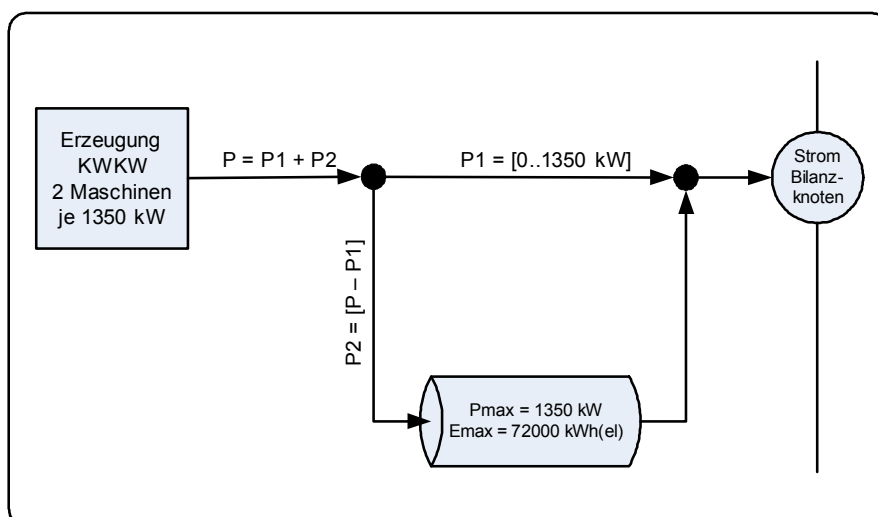 Erzeugung
KWKW
2 Maschinen
je 1350 kW
P = P1 + P2
P1 = [0..1350 kW]
Strom
Bilanz-
knoten
P2 = [P – P1]
Pmax = 1350 kW
Emax = 72000 kWh(el)